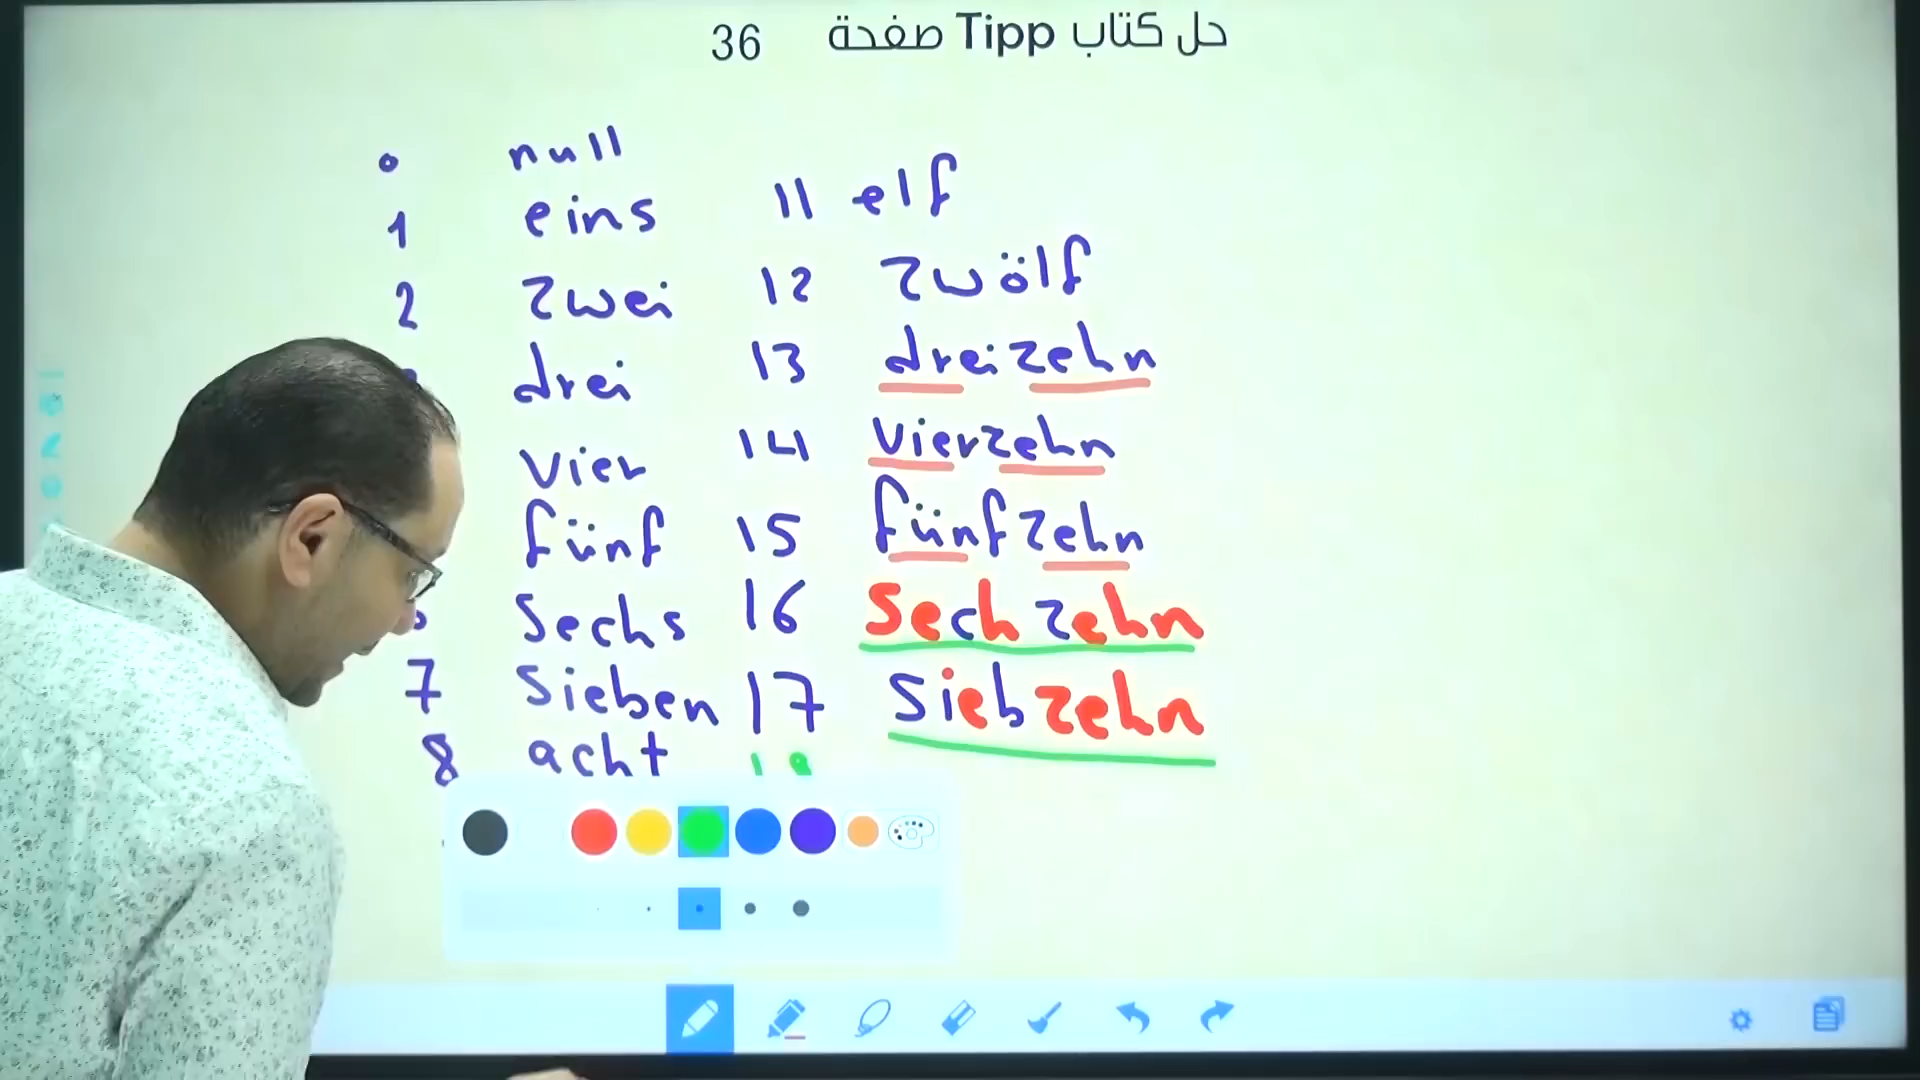 حل كتاب Tipp صفحة 36
0 null
1 eins 11 elf
2 zwei 12 zwölf
drei 13 dreizehn
vier 14 vierzehn
fünf 15 fünfzehn
sechs 16 sechzehn
7 sieben 17 siebzehn
8 acht 18